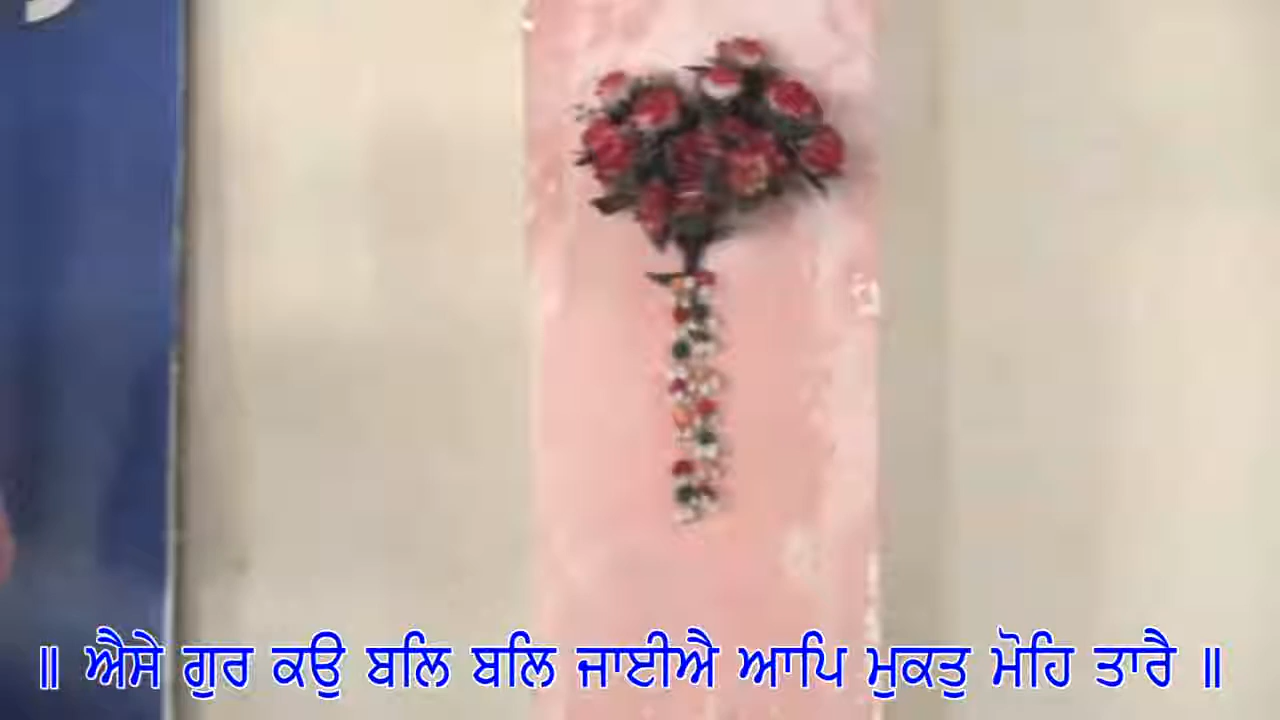 ॥ ਐਸੇ ਗੁਰ ਕਉ ਬਲਿ ਬਲਿ ਜਾਈਐ ਆਪਿ ਮੁਕਤੁ ਮੋਹਿ ਤਾਰੈ ॥